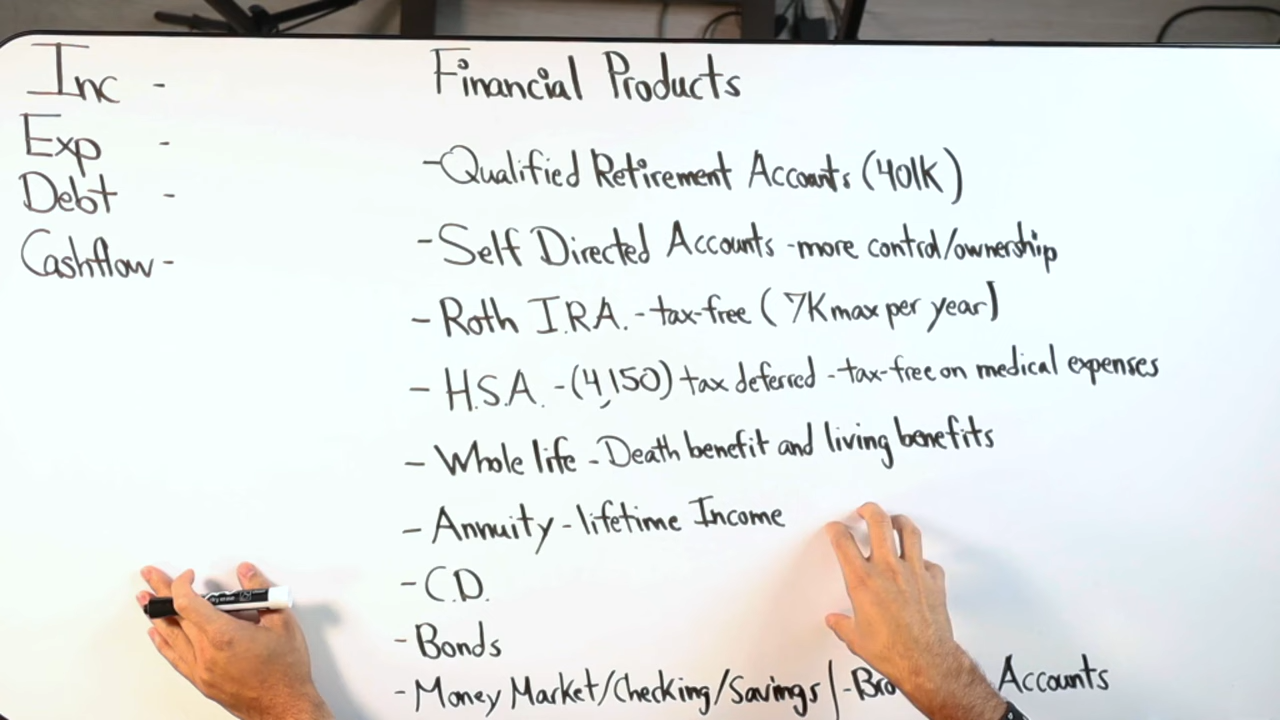 Inc -
Exp -
Debt -
Cashflow -
Financial Products
- Qualified Retirement Accounts (401K)
- Self Directed Accounts - more control/ownership
- Roth I.R.A. - tax-free (7K max per year)
- H.S.A. - (4,150) tax deferred - tax-free on medical expenses
- Whole life - Death benefit and living benefits
- Annuity - lifetime Income
- C.D.
- Bonds
- Money Market/Checking/Savings | - Accounts